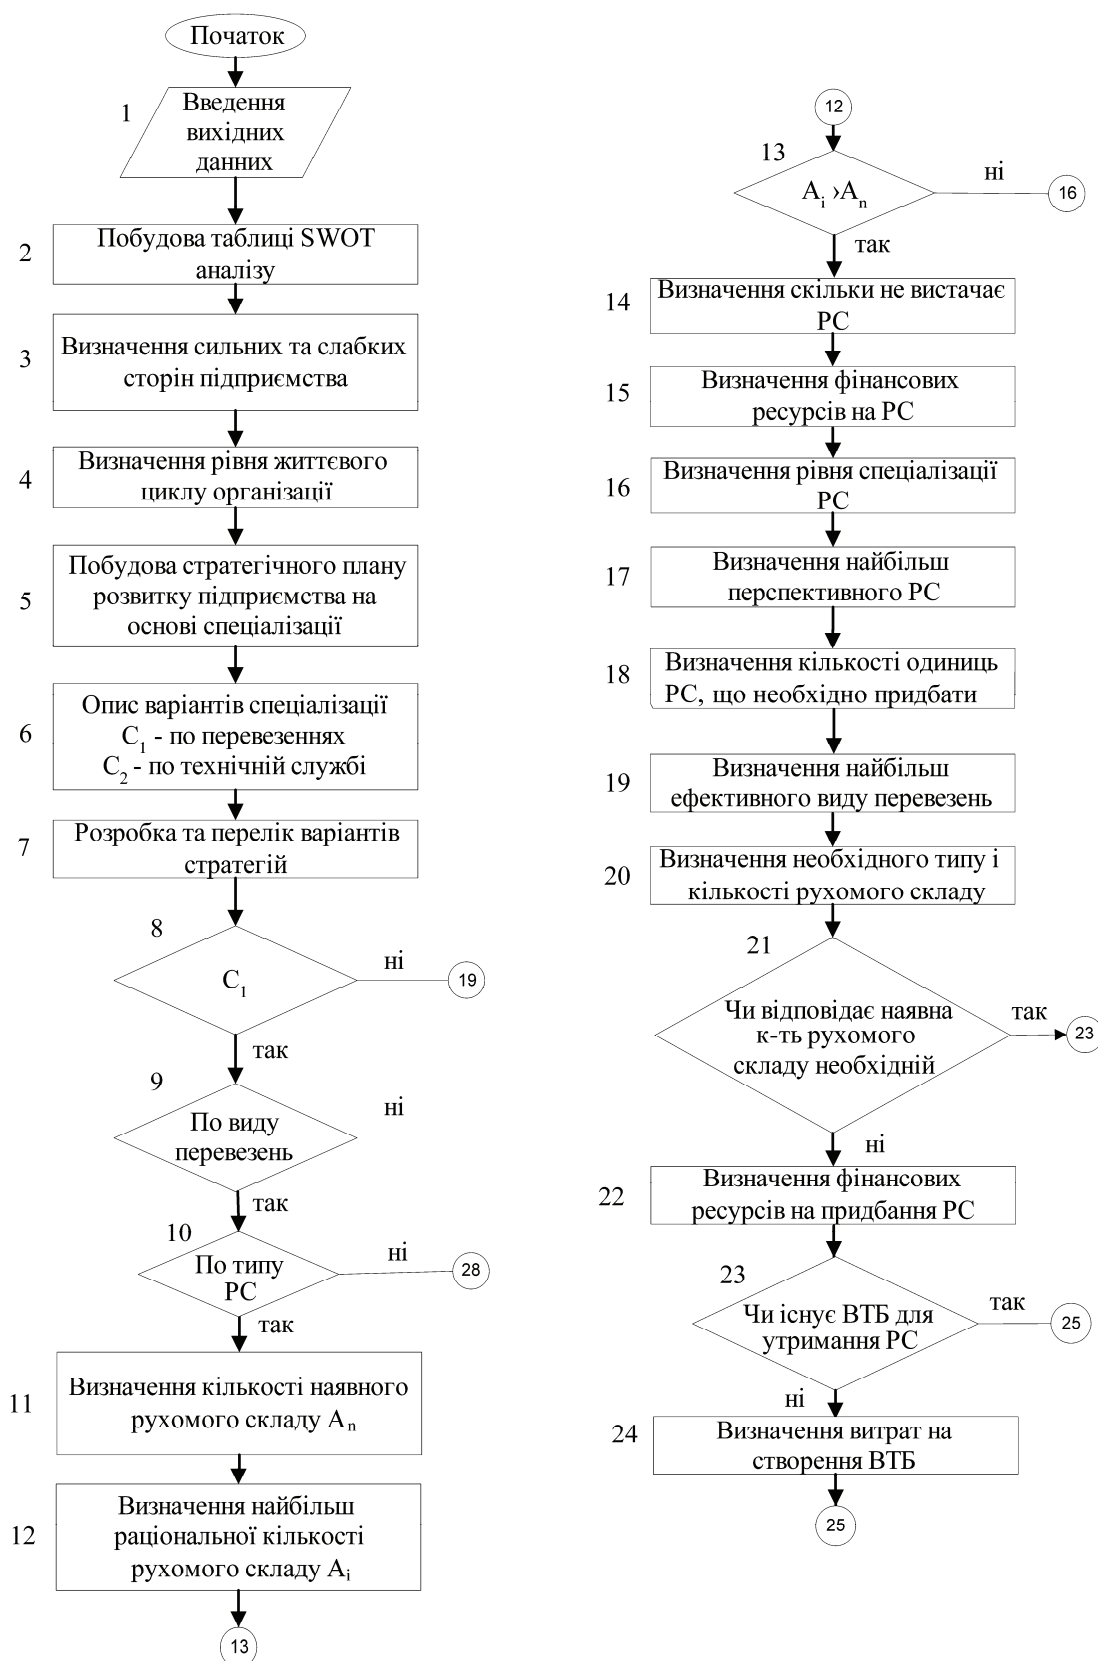 Початок
1
Введення
вихідних
данних
2
Побудова таблиці SWOT
аналізу
3
Визначення сильних та слабких
сторін підприємства
4
Визначення рівня життєвого
циклу організації
5
Побудова стратегічного плану
розвитку підприємства на
основі спеціалізації
6
Опис варіантів спеціалізації
C₁ - по перевезеннях
C₂ - по технічній службі
7
Розробка та перелік варіантів
стратегій
8
C₁
ні
19
так
9
По виду
перевезень
ні
так
10
По типу
РС
ні
28
так
11
Визначення кількості наявного
рухомого складу Aₙ
12
Визначення найбільш
раціональної кількості
рухомого складу Aᵢ
13
12
13
Aᵢ ›Aₙ
ні
16
так
14
Визначення скільки не вистачає
РС
15
Визначення фінансових
ресурсів на РС
16
Визначення рівня спеціалізації
РС
17
Визначення найбільш
перспективного РС
18
Визначення кількості одиниць
РС, що необхідно придбати
19
Визначення найбільш
ефективного виду перевезень
20
Визначення необхідного типу і
кількості рухомого складу
21
Чи відповідає наявна
к-ть рухомого
складу необхідній
так
23
ні
22
Визначення фінансових
ресурсів на придбання РС
23
Чи існує ВТБ для
утримання РС
так
25
ні
24
Визначення витрат на
створення ВТБ
25